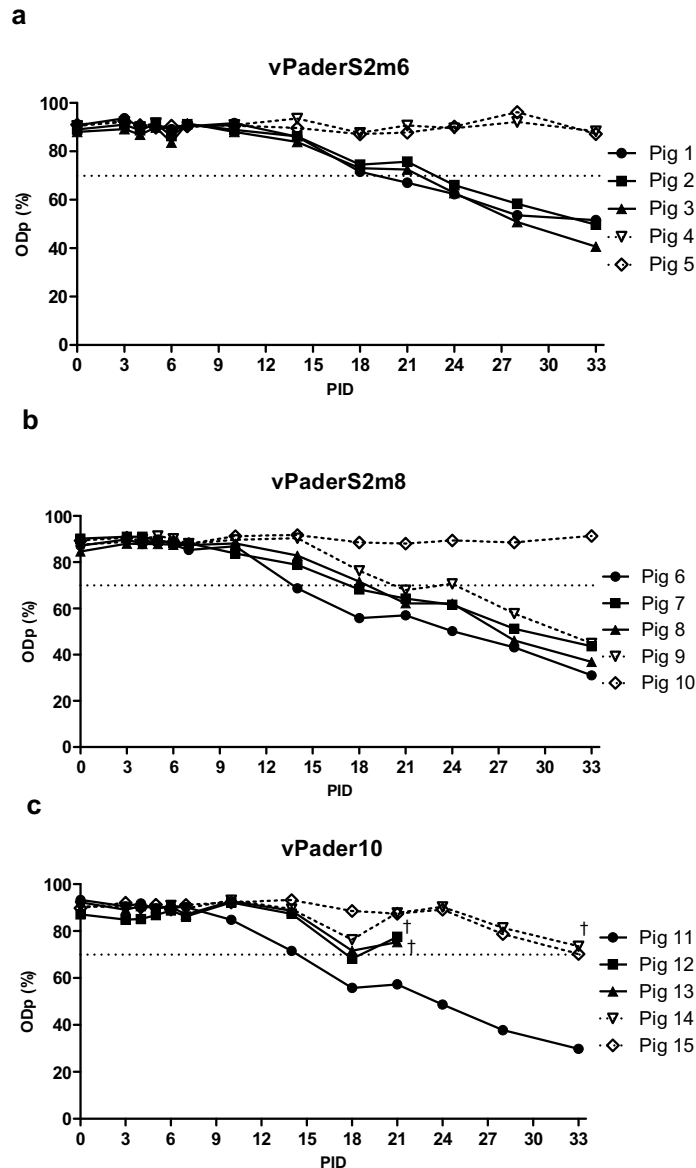 a
vPaderS2m6
100
80
60
40
20
0
ODp (%)
0 3 6 9 12 15 18 21 24 27 30 33
PID
Pig 1
Pig 2
Pig 3
Pig 4
Pig 5
b
vPaderS2m8
100
80
60
40
20
0
ODp (%)
0 3 6 9 12 15 18 21 24 27 30 33
PID
Pig 6
Pig 7
Pig 8
Pig 9
Pig 10
c
vPader10
100
80
60
40
20
0
ODp (%)
†
†
†
0 3 6 9 12 15 18 21 24 27 30 33
PID
Pig 11
Pig 12
Pig 13
Pig 14
Pig 15